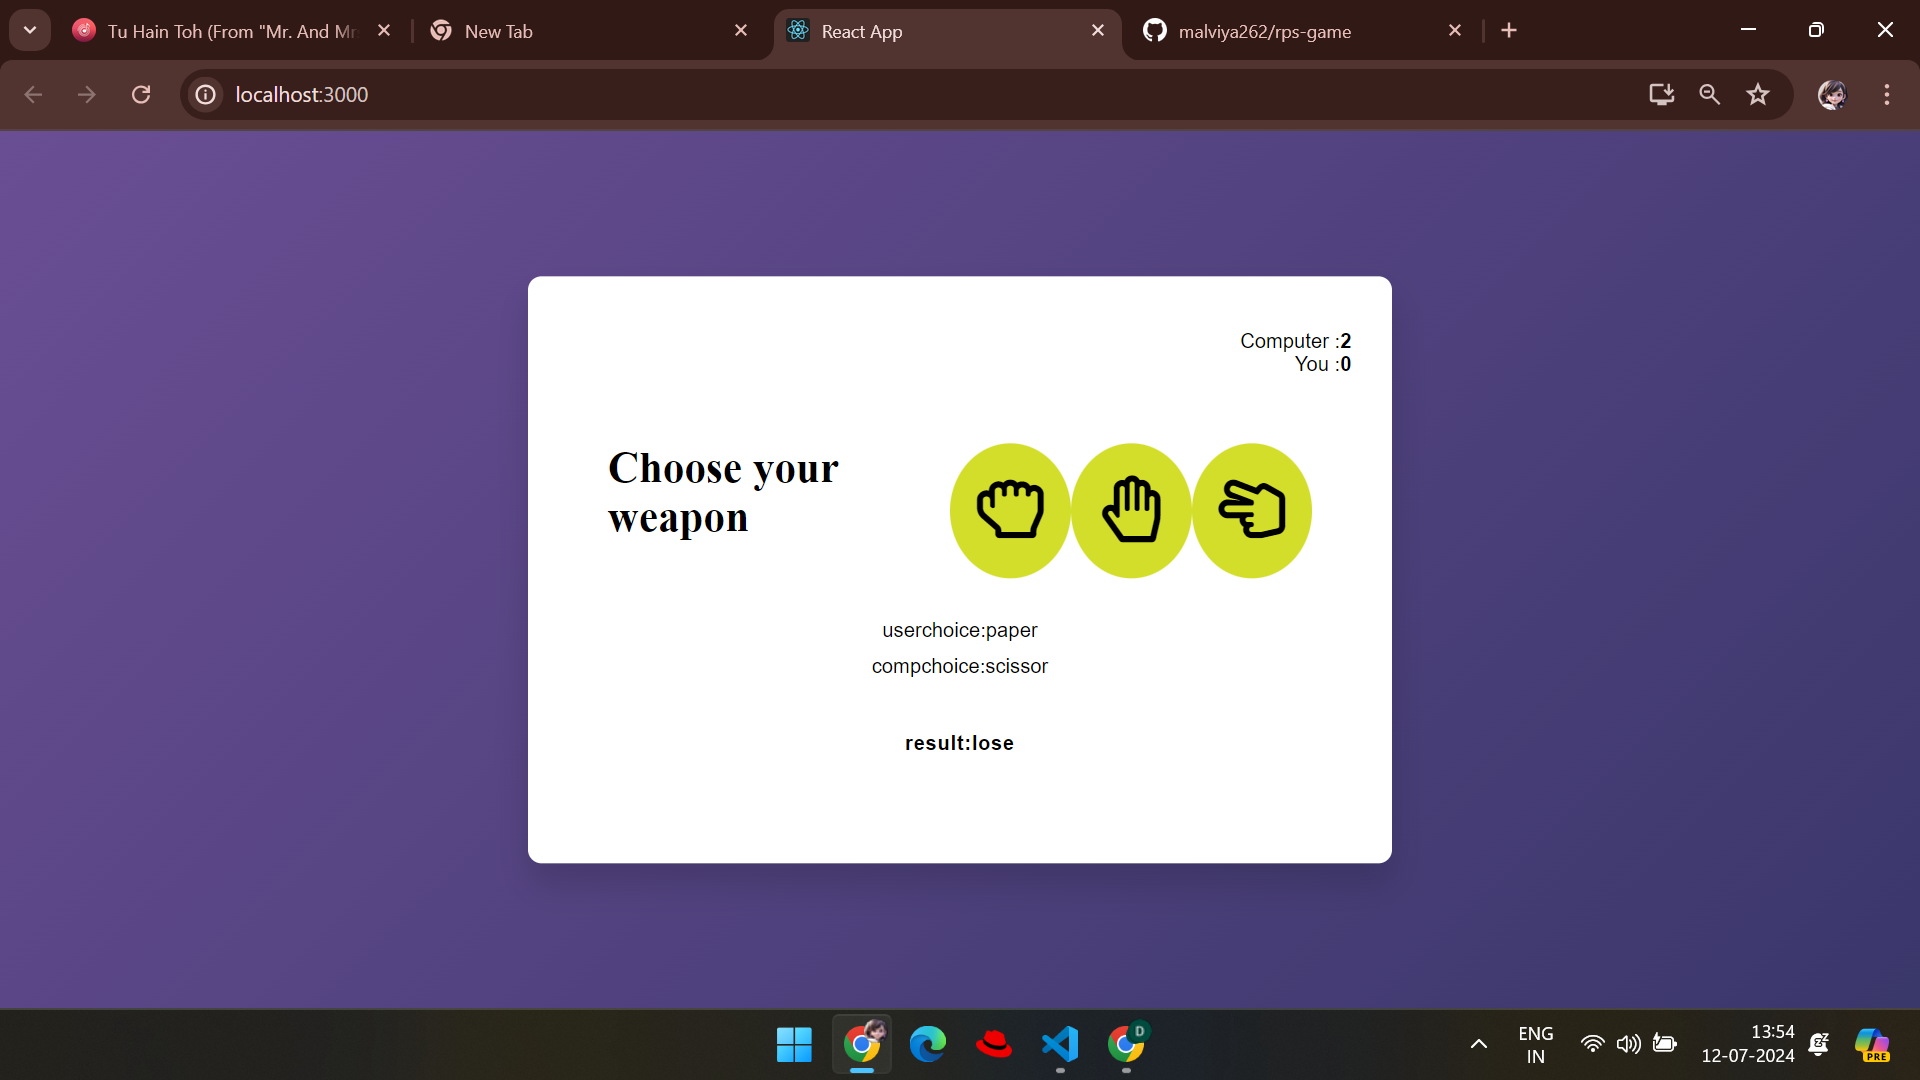 Tu Hain Toh (From "Mr. And Mr
New Tab
React App
malviya262/rps-game
localhost:3000
Computer :2
You :0
Choose your
weapon
userchoice:paper
compchoice:scissor
result:lose
D
ENG
IN
13:54
12-07-2024
PRE